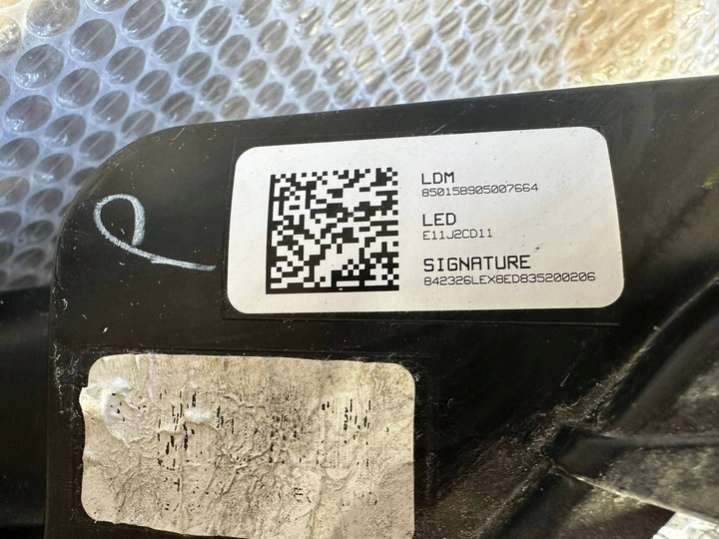 LDM
850158905007664
LED
E11J2CD11
SIGNATURE
842326LEX8ED835200206